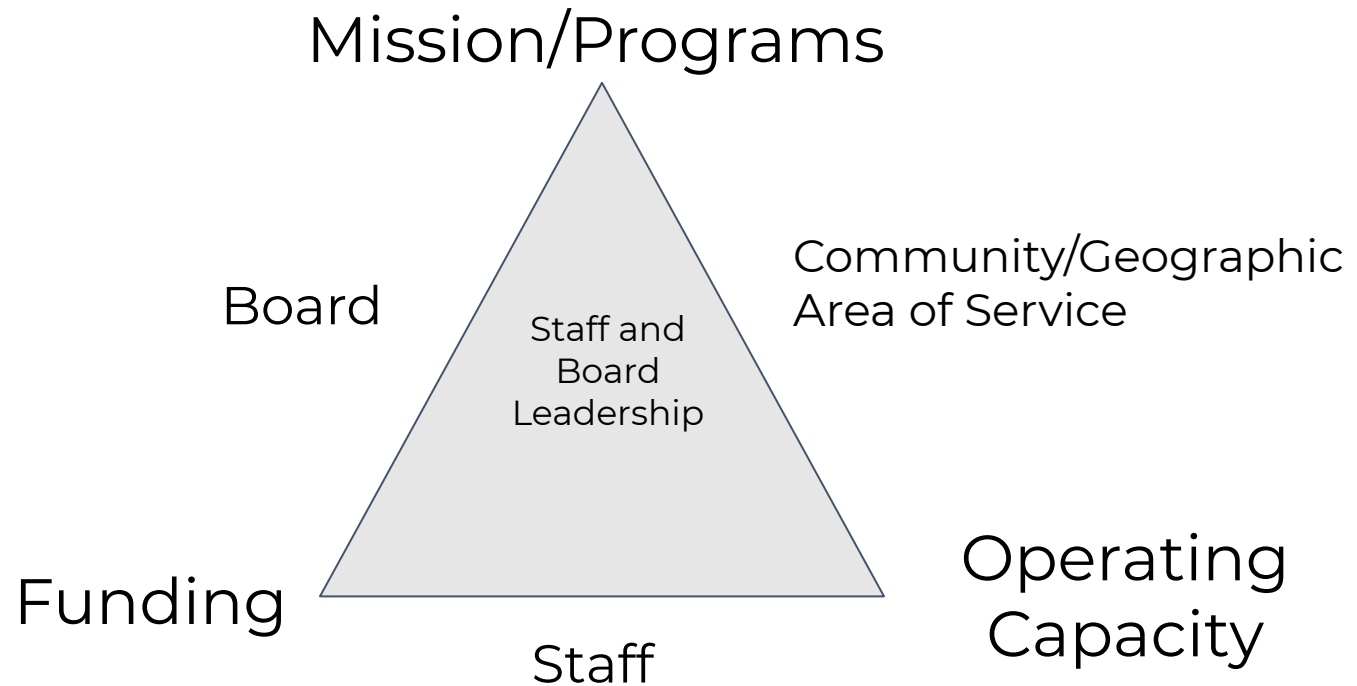 Mission/Programs
Community/Geographic
Area of Service
Board
Staff and
Board
Leadership
Operating
Capacity
Funding
Staff